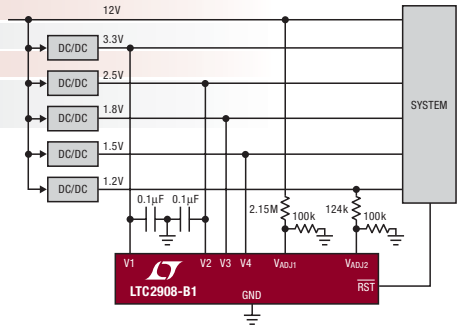 12V
DC/DC 3.3V
DC/DC 2.5V
DC/DC 1.8V
DC/DC 1.5V
DC/DC 1.2V
SYSTEM
0.1µF 0.1µF
2.15M 100k
124k 100k
V1 V2 V3 V4 VADJ1 VADJ2
LTC2908-B1
RST
GND